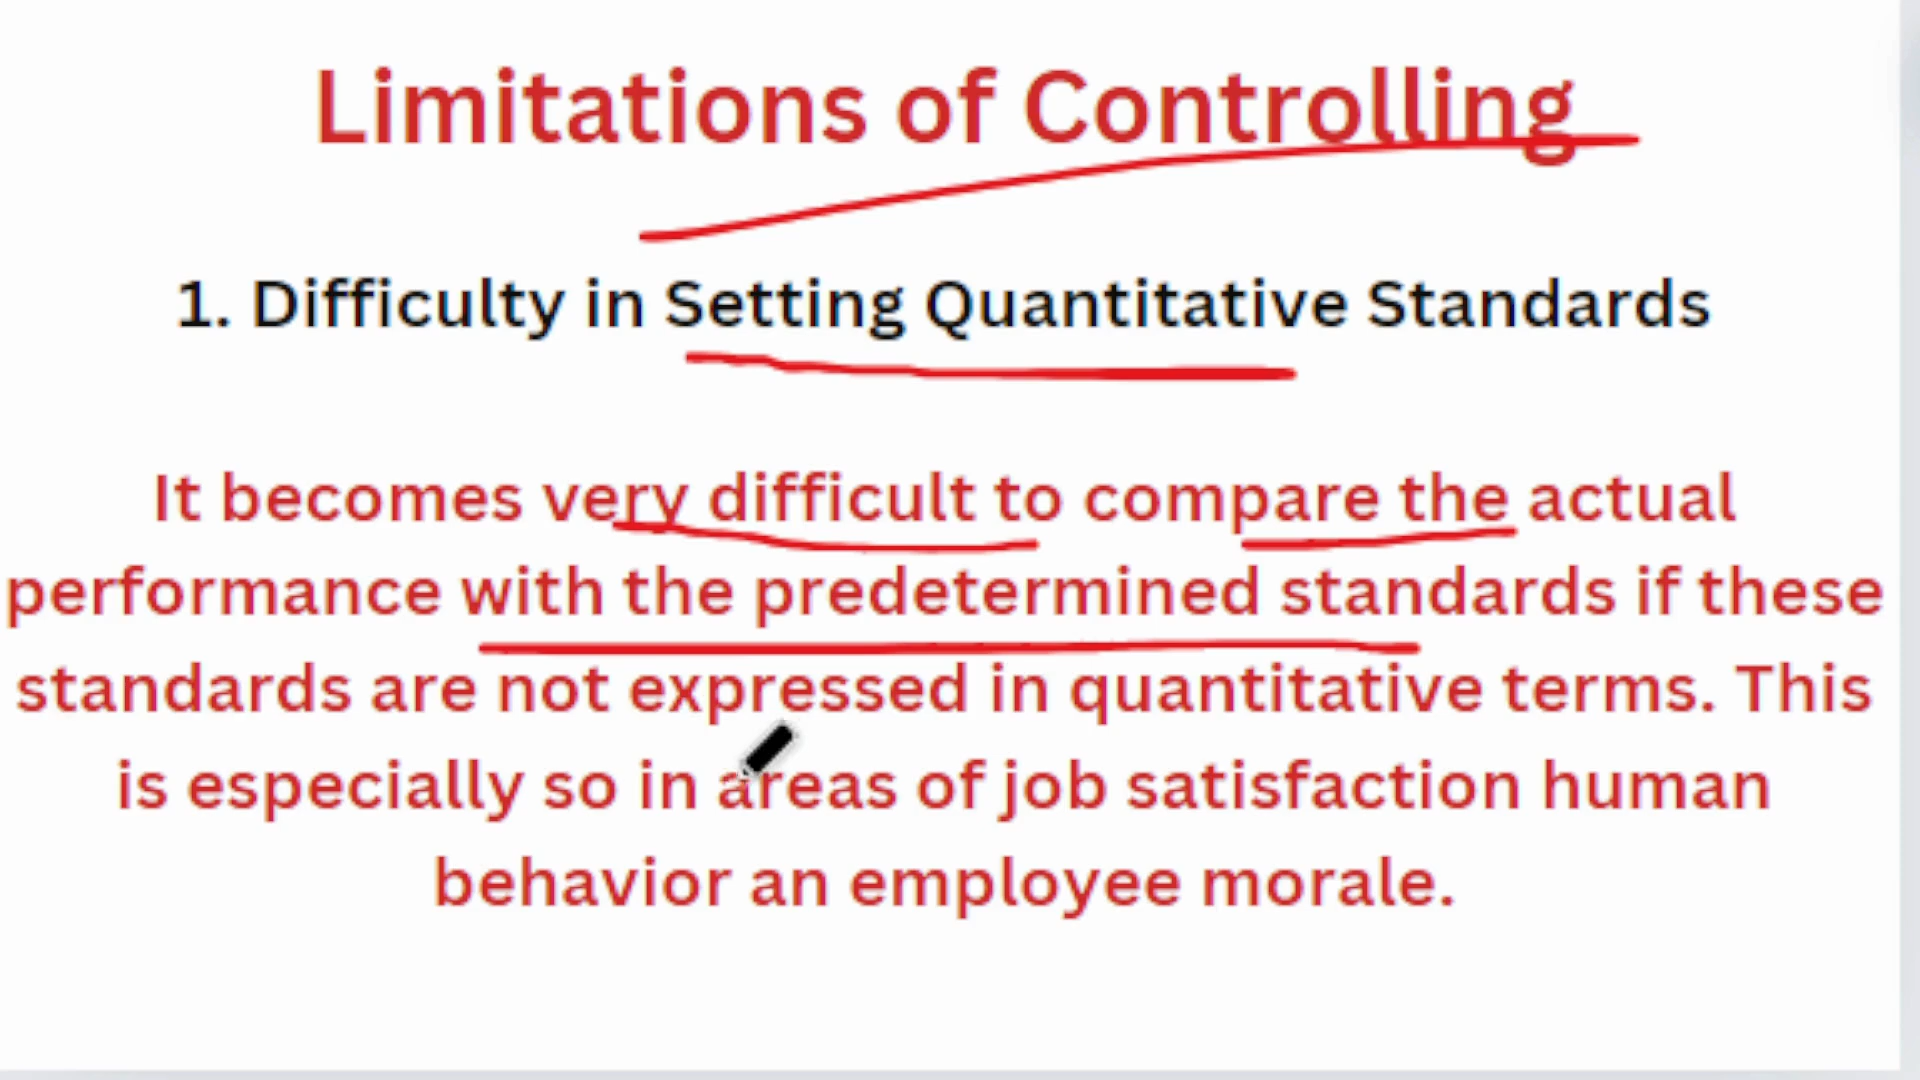 Limitations of Controlling
1. Difficulty in Setting Quantitative Standards
It becomes very difficult to compare the actual
performance with the predetermined standards if these
standards are not expressed in quantitative terms. This
is especially so in areas of job satisfaction human
behavior an employee morale.